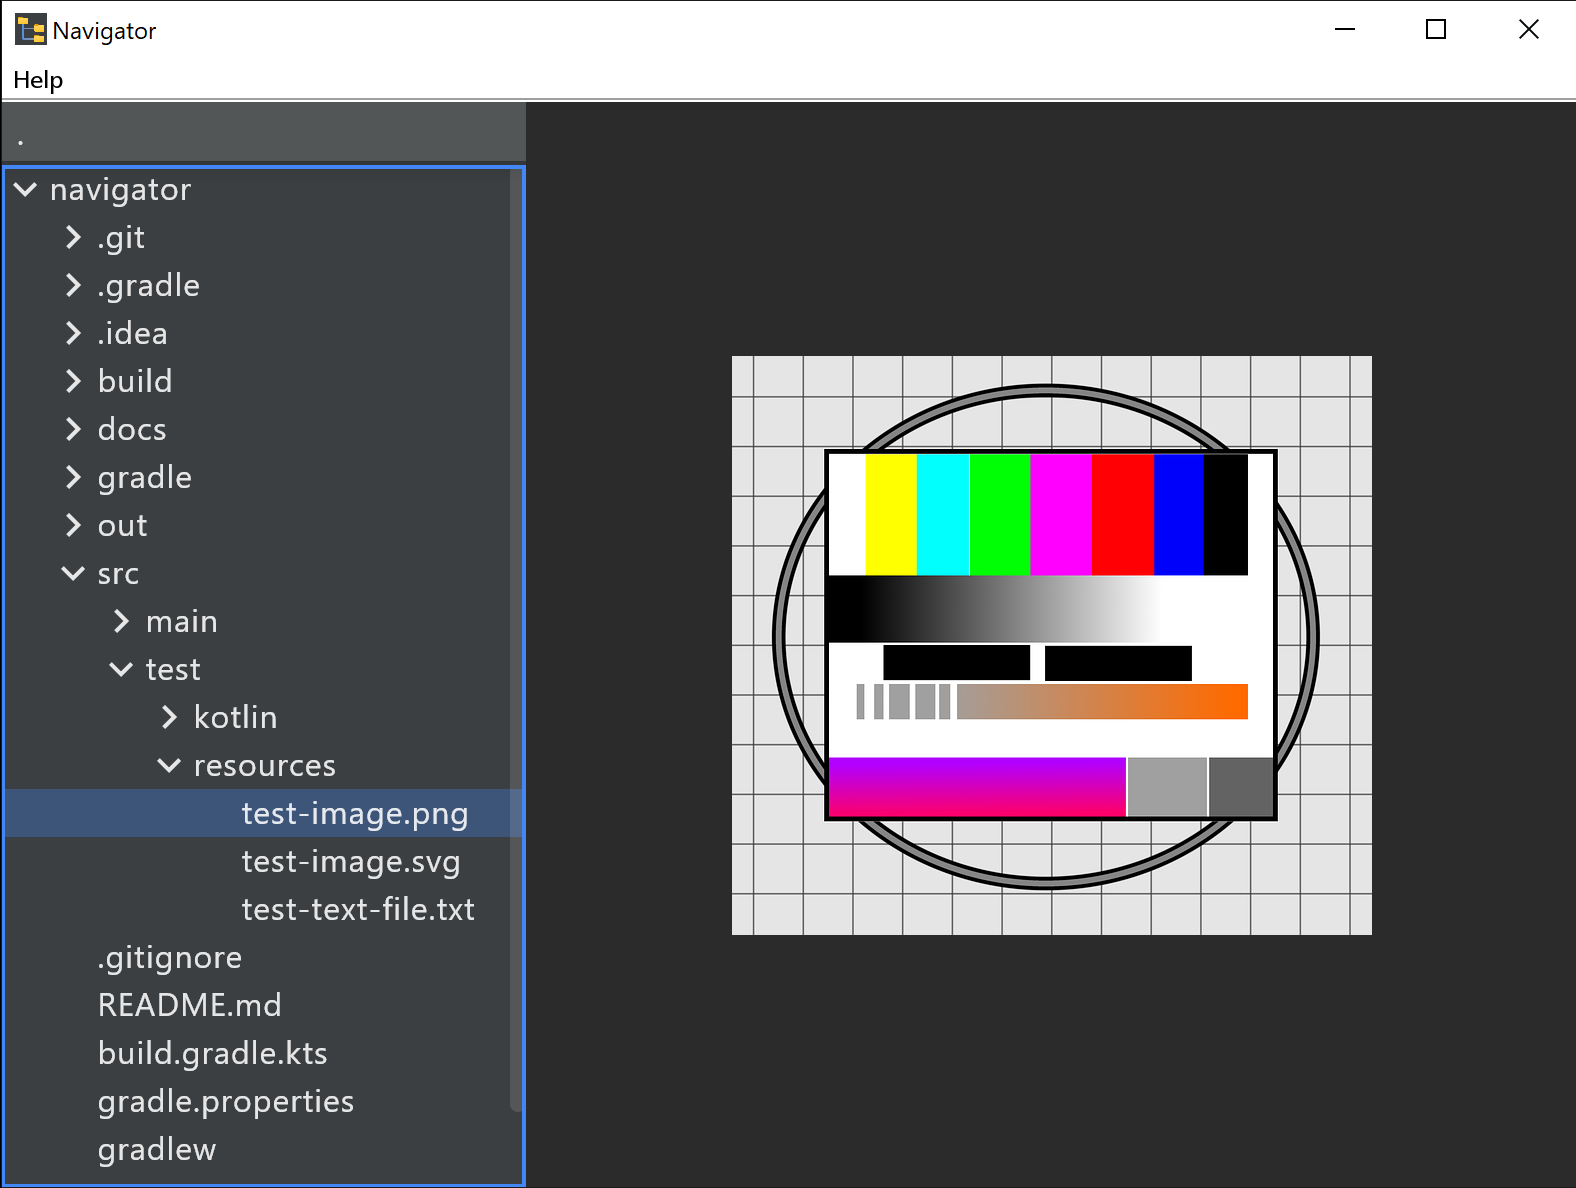 Navigator
Help
.
navigator
.git
.gradle
.idea
build
docs
gradle
out
src
main
test
kotlin
resources
test-image.png
test-image.svg
test-text-file.txt
.gitignore
README.md
build.gradle.kts
gradle.properties
gradlew